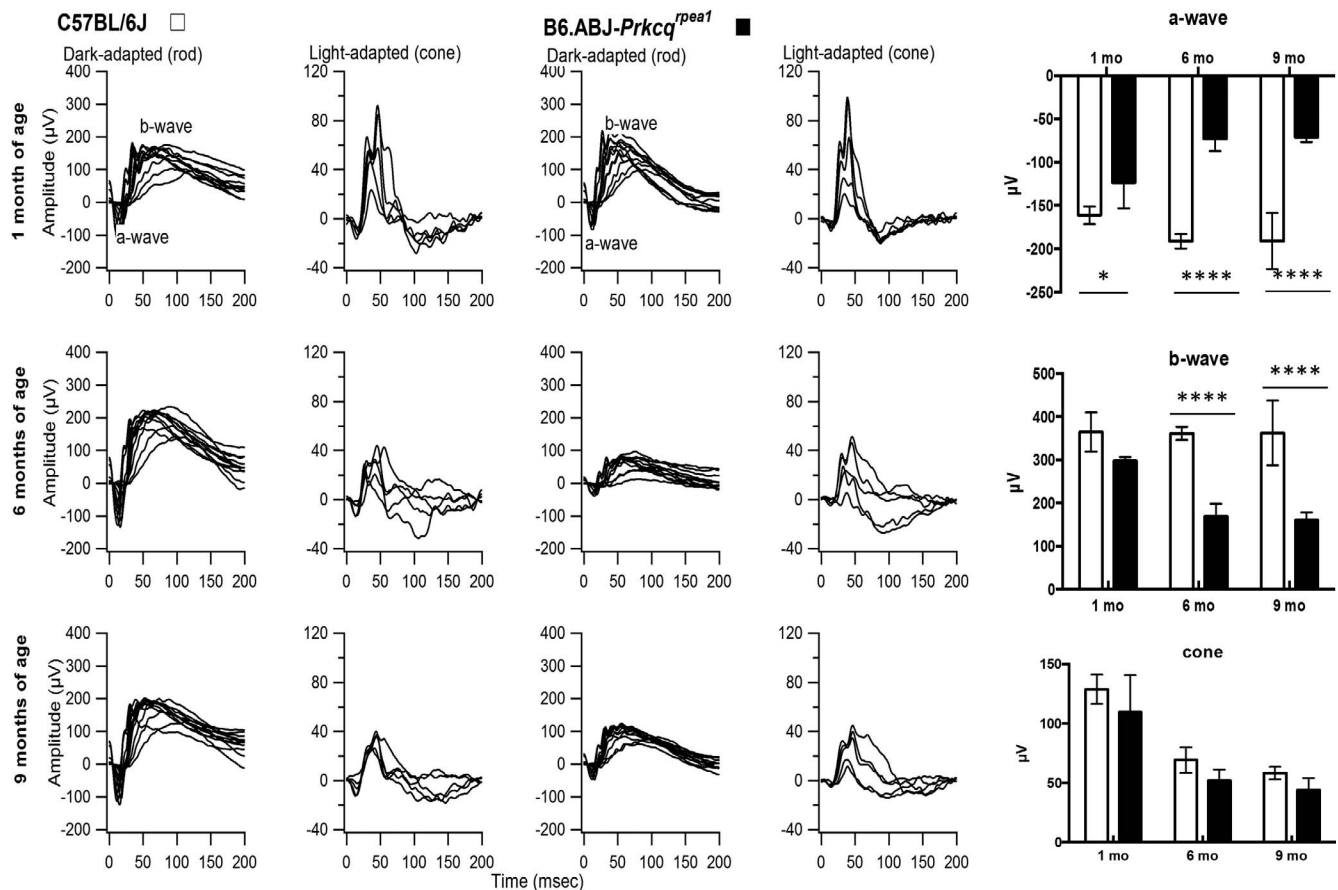 C57BL/6J
B6.ABJ-Prkcq^rpea1
Dark-adapted (rod)
Light-adapted (cone)
Dark-adapted (rod)
Light-adapted (cone)
1 month of age
Amplitude (µV)
400
300
200
100
0
-100
-200
b-wave
a-wave
0 50 100 150 200
120
80
40
0
-40
0 50 100 150 200
400
300
200
100
0
-100
-200
b-wave
a-wave
0 50 100 150 200
120
80
40
0
-40
0 50 100 150 200
a-wave
1 mo 6 mo 9 mo
µV
0
-50
-100
-150
-200
-250
* **** ****
6 months of age
Amplitude (µV)
400
300
200
100
0
-100
-200
0 50 100 150 200
120
80
40
0
-40
0 50 100 150 200
400
300
200
100
0
-100
-200
0 50 100 150 200
120
80
40
0
-40
0 50 100 150 200
b-wave
µV
500
400
300
200
100
0
**** ****
1 mo 6 mo 9 mo
9 months of age
Amplitude (µV)
400
300
200
100
0
-100
-200
0 50 100 150 200
120
80
40
0
-40
0 50 100 150 200
400
300
200
100
0
-100
-200
0 50 100 150 200
120
80
40
0
-40
0 50 100 150 200
cone
µV
150
100
50
0
1 mo 6 mo 9 mo
Time (msec)